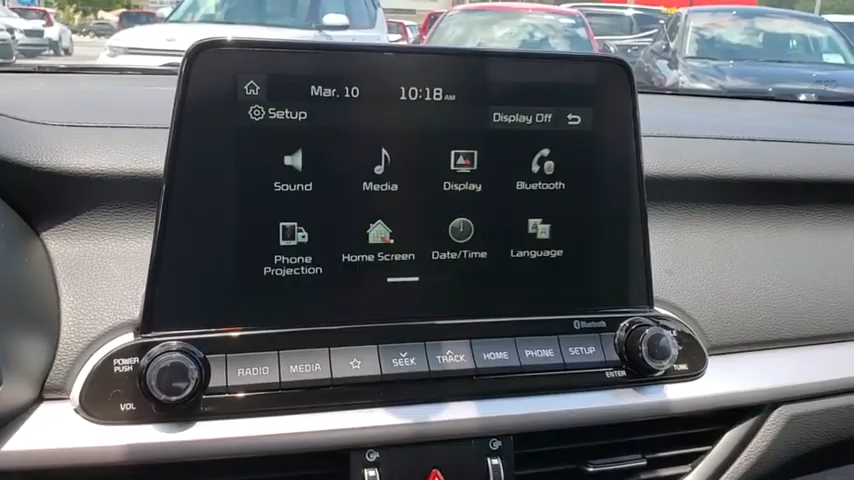 Mar. 10 10:18 AM
Setup Display Off
Sound Media Display Bluetooth
Phone Projection Home Screen Date/Time Language
Bluetooth
POWER PUSH
RADIO MEDIA SEEK TRACK HOME PHONE SETUP
VOL ENTER TUNE